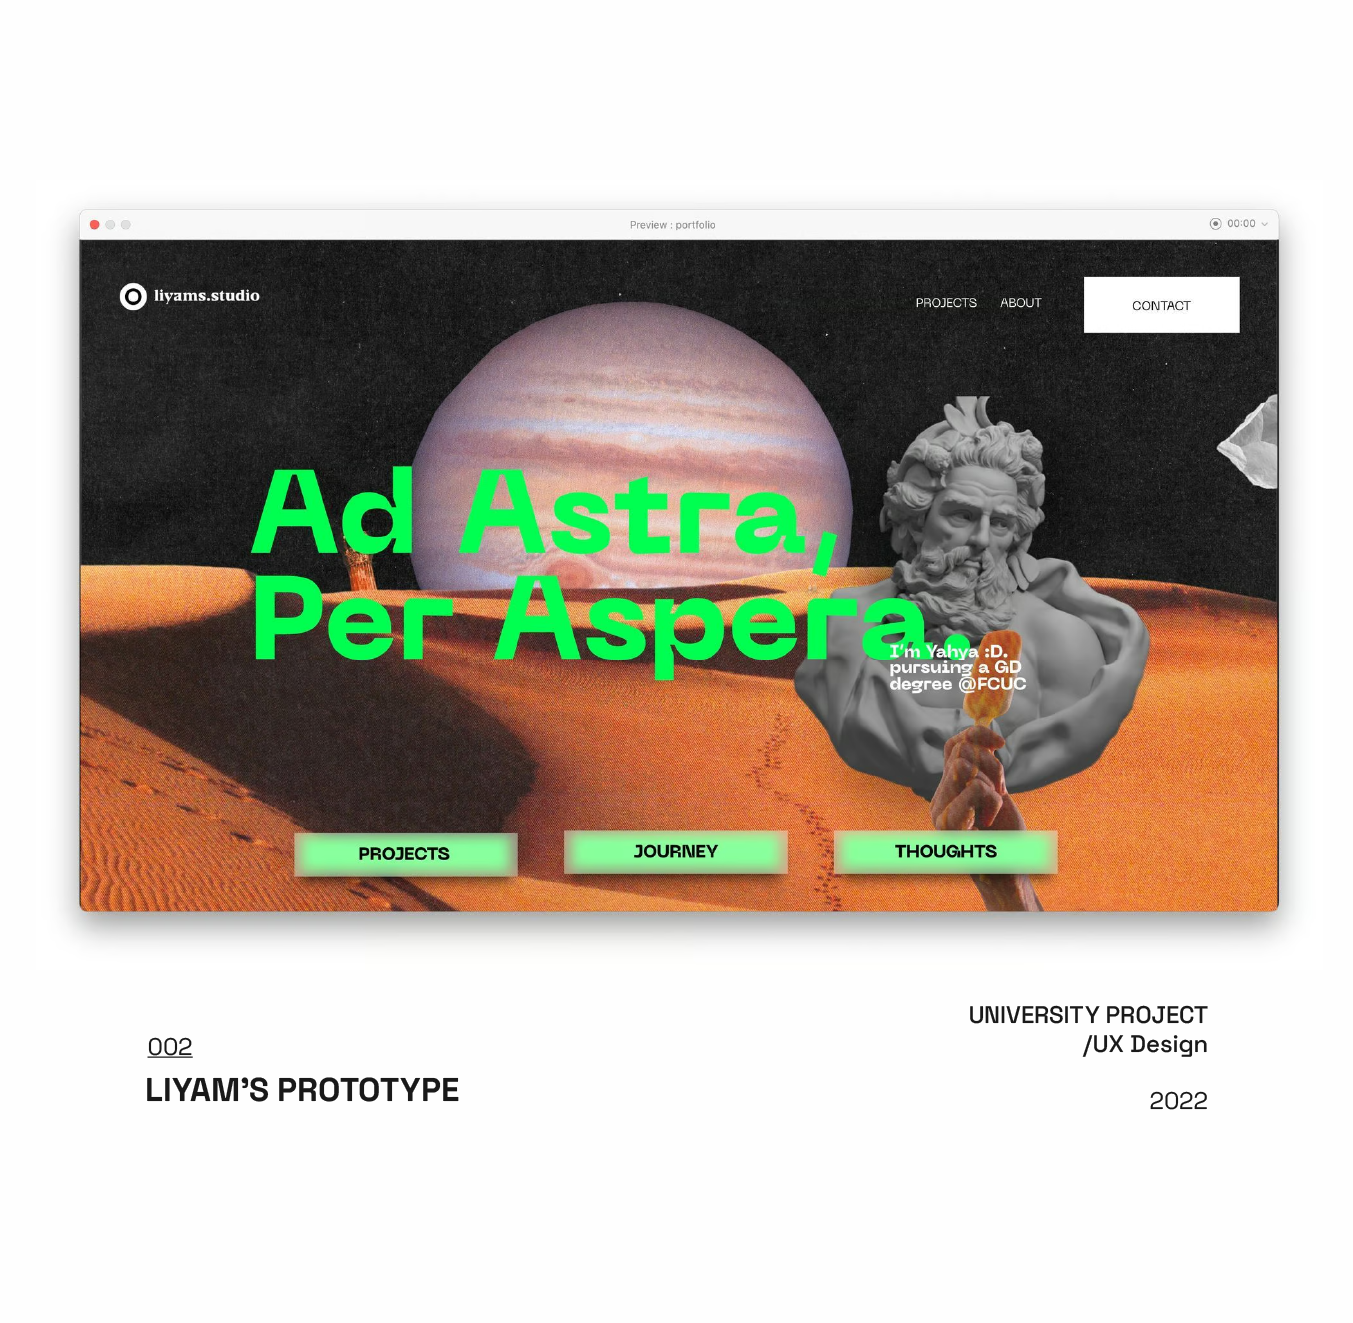 Preview : portfolio
00:00
liyams.studio
PROJECTS
ABOUT
CONTACT
Ad Astra,
Per Aspera.
I'm Yahya :D.
pursuing a GD
degree @FCUC
PROJECTS
JOURNEY
THOUGHTS
002
LIYAM’S PROTOTYPE
UNIVERSITY PROJECT
/UX Design
2022